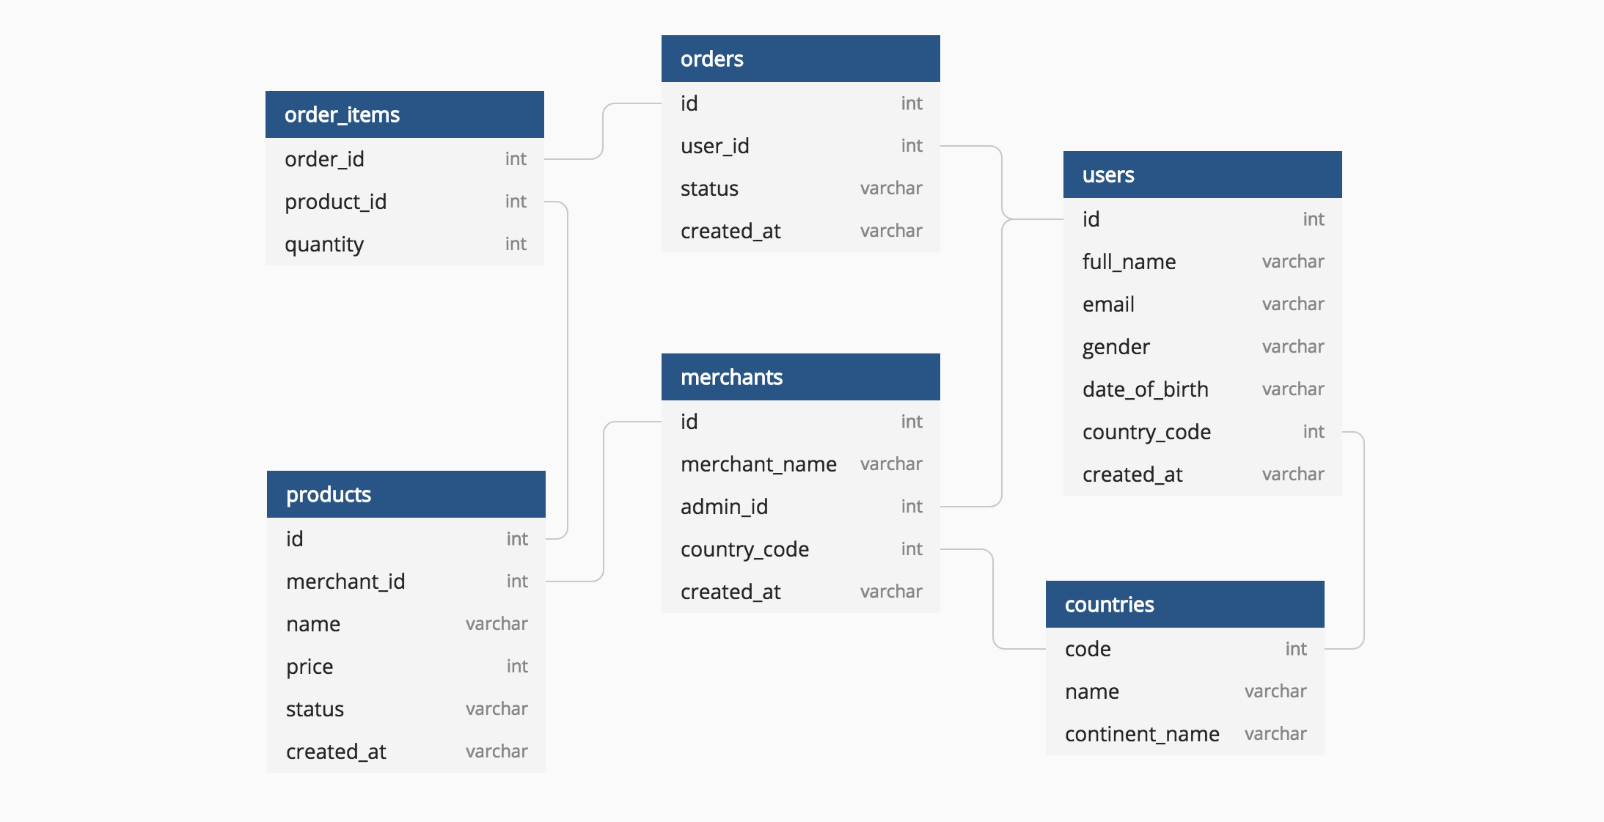 orders
id int
user_id int
status varchar
created_at varchar
order_items
order_id int
product_id int
quantity int
users
id int
full_name varchar
email varchar
gender varchar
date_of_birth varchar
country_code int
created_at varchar
merchants
id int
merchant_name varchar
admin_id int
country_code int
created_at varchar
products
id int
merchant_id int
name varchar
price int
status varchar
created_at varchar
countries
code int
name varchar
continent_name varchar